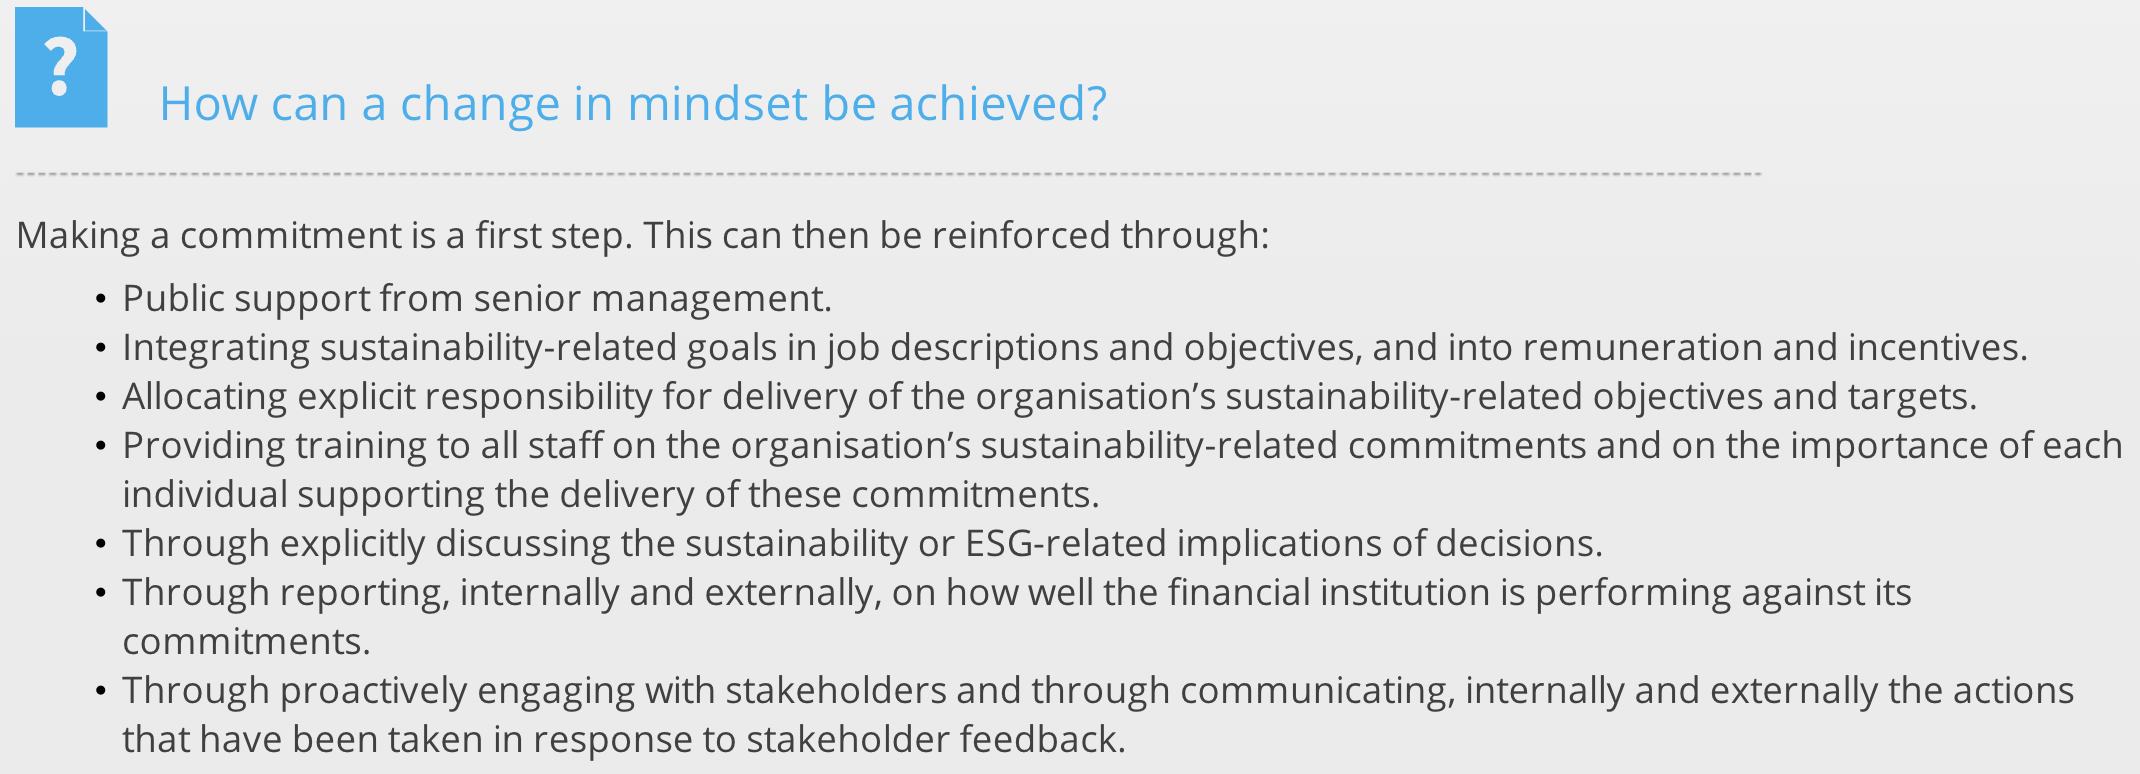 ?
How can a change in mindset be achieved?
Making a commitment is a first step. This can then be reinforced through:
• Public support from senior management.
• Integrating sustainability-related goals in job descriptions and objectives, and into remuneration and incentives.
• Allocating explicit responsibility for delivery of the organisation’s sustainability-related objectives and targets.
• Providing training to all staff on the organisation’s sustainability-related commitments and on the importance of each
individual supporting the delivery of these commitments.
• Through explicitly discussing the sustainability or ESG-related implications of decisions.
• Through reporting, internally and externally, on how well the financial institution is performing against its
commitments.
• Through proactively engaging with stakeholders and through communicating, internally and externally the actions
that have been taken in response to stakeholder feedback.